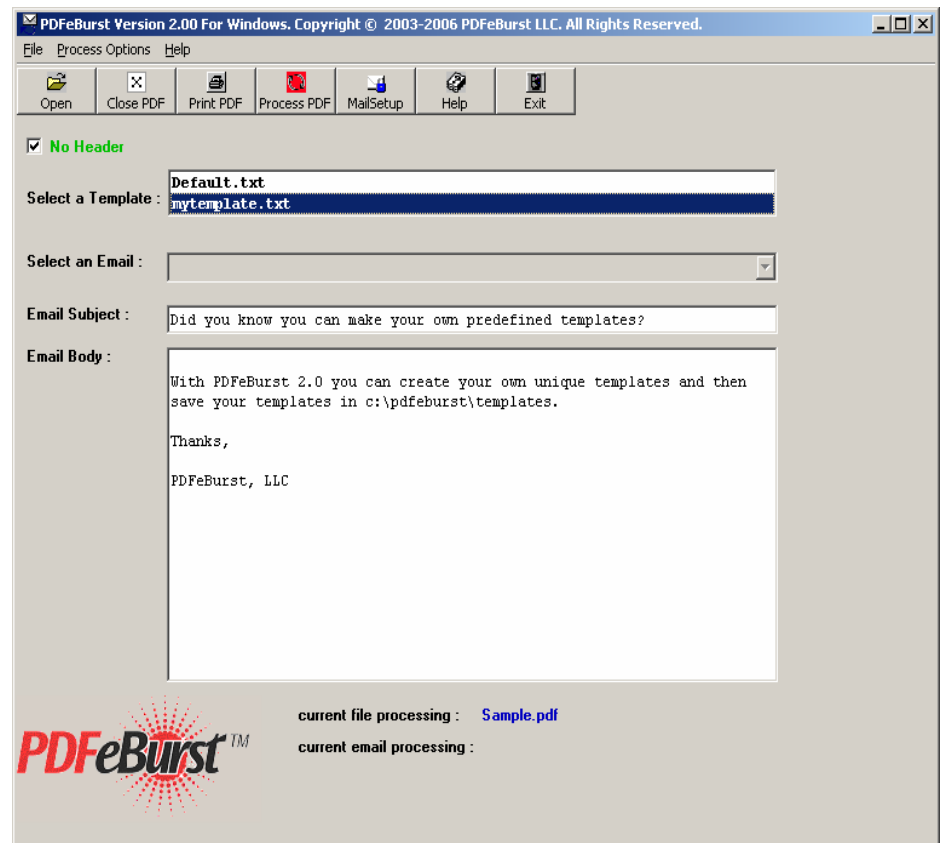 PDFeBurst Version 2.00 For Windows. Copyright © 2003-2006 PDFeBurst LLC. All Rights Reserved.
File Process Options Help
Open Close PDF Print PDF Process PDF MailSetup Help Exit
No Header
Select a Template :
Default.txt
mytemplate.txt
Select an Email :
Email Subject : Did you know you can make your own predefined templates?
Email Body :
With PDFeBurst 2.0 you can create your own unique templates and then
save your templates in c:\pdfeburst\templates.
Thanks,
PDFeBurst, LLC
current file processing : Sample.pdf
current email processing :
PDFeBurst TM